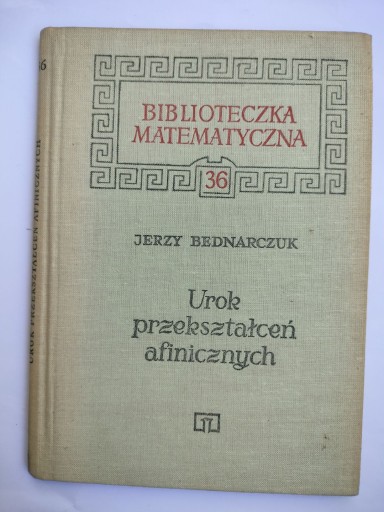 BIBLIOTECZKA
MATEMATYCZNA
36
JERZY BEDNARCZUK
Urok
przekształceń
afinicznych
36
UROK PRZEKSZTAŁCEŃ AFINICZNYCH